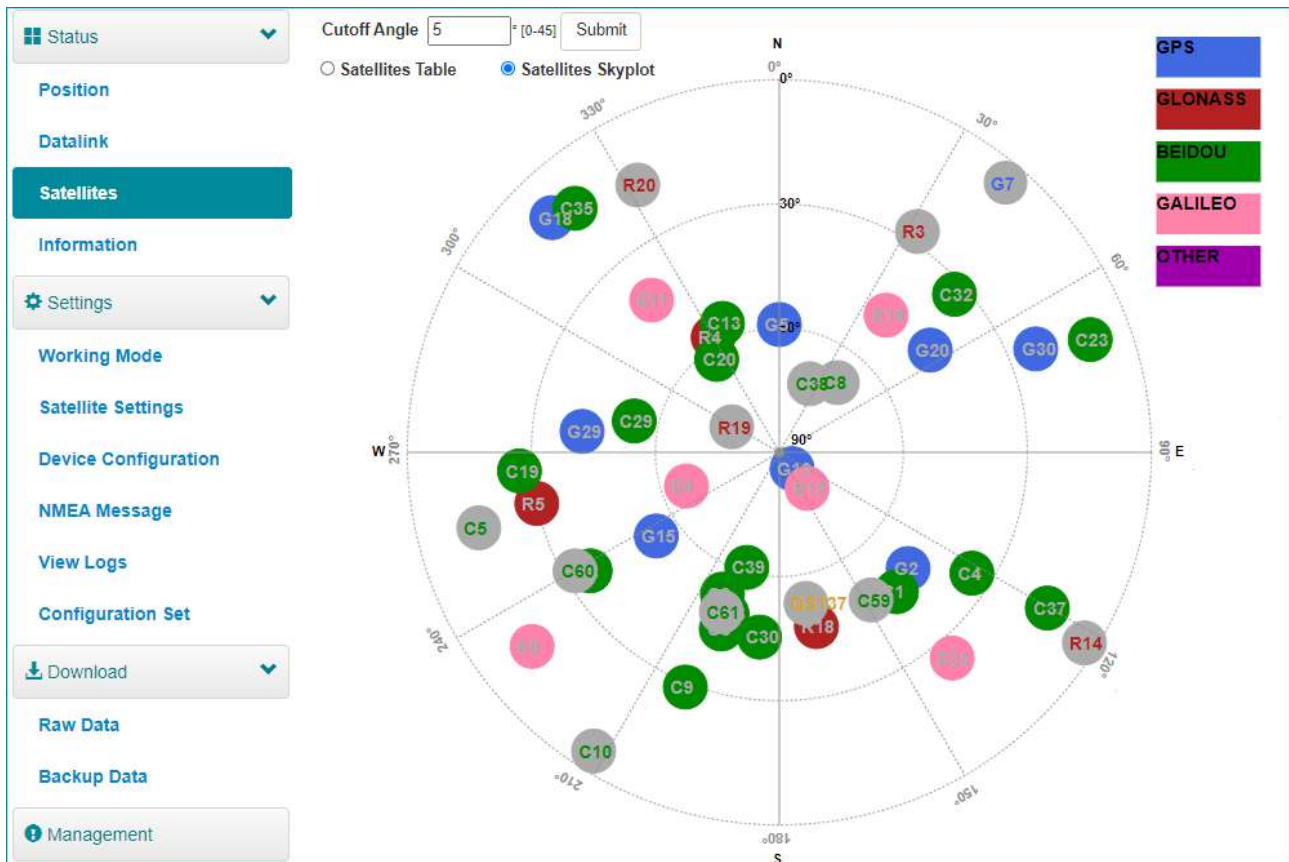 Status
Position
Datalink
Satellites
Information
Settings
Working Mode
Satellite Settings
Device Configuration
NMEA Message
View Logs
Configuration Set
Download
Raw Data
Backup Data
Management
Cutoff Angle 5 ° [0-45] Submit
Satellites Table Satellites Skyplot
N
0°
0°
330°
30°
30°
300°
60°
90°
W 270°
90° E
240°
120°
210°
150°
180°
S
R20
G7
C35
G18
R3
C32
C23
G30
G20
C13
G5
R4
C20
C38
C8
C29
G29
R19
C19
R5
C5
G15
C60
C39
G2
C4
C59
C37
R14
C61
R18
C30
C9
C10
GPS
GLONASS
BEIDOU
GALILEO
OTHER